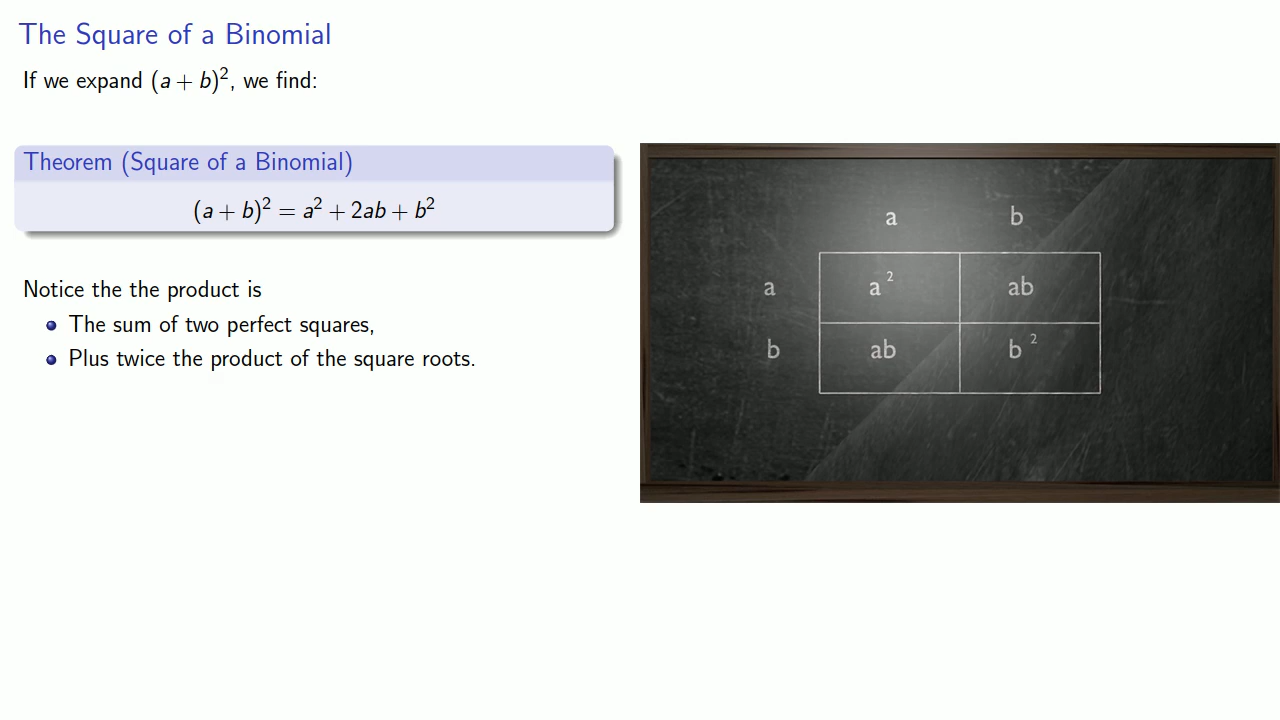 The Square of a Binomial
If we expand (a + b)², we find:
Theorem (Square of a Binomial)
(a + b)² = a² + 2ab + b²
Notice the the product is
The sum of two perfect squares,
Plus twice the product of the square roots.
a b
a a² ab
b ab b²